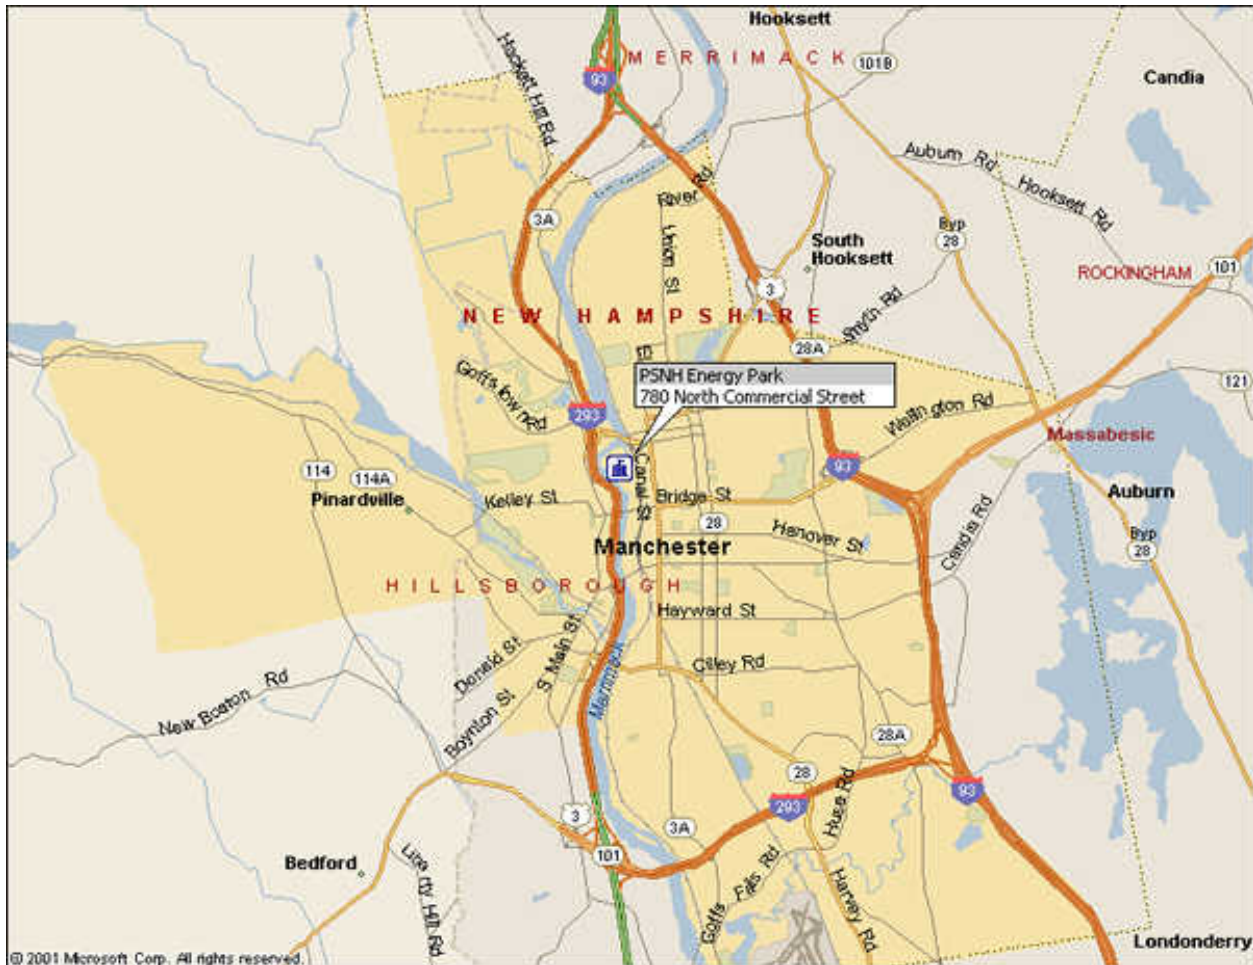 Hooksett
MERRIMACK
101B
93
Candia
Hackett Hill Rd
Auburn Rd
Hooksett Rd
River Rd
3A
Union St
South
Hooksett
Byp
28
ROCKINGHAM
101
3
NEW HAMPSHIRE
Smyth Rd
28A
St
PSNH Energy Park
780 North Commercial Street
121
Goffstown Rd
293
Wellington Rd
Massabesic
93
114
114A
Pinardville
Canal St
Kelley St
Bridge St
28
Hanover St
Candia Rd
Auburn
Byp
28
Manchester
HILLSBOROUGH
Hayward St
Donald St
S Main St
Merrimack
Cilley Rd
New Boston Rd
Boynton St
28A
28
93
293
Huse Rd
3
3A
101
Bedford
Liberty Hill Rd
Goffs Falls Rd
Harvey Rd
Londonderry
© 2001 Microsoft Corp. All rights reserved.